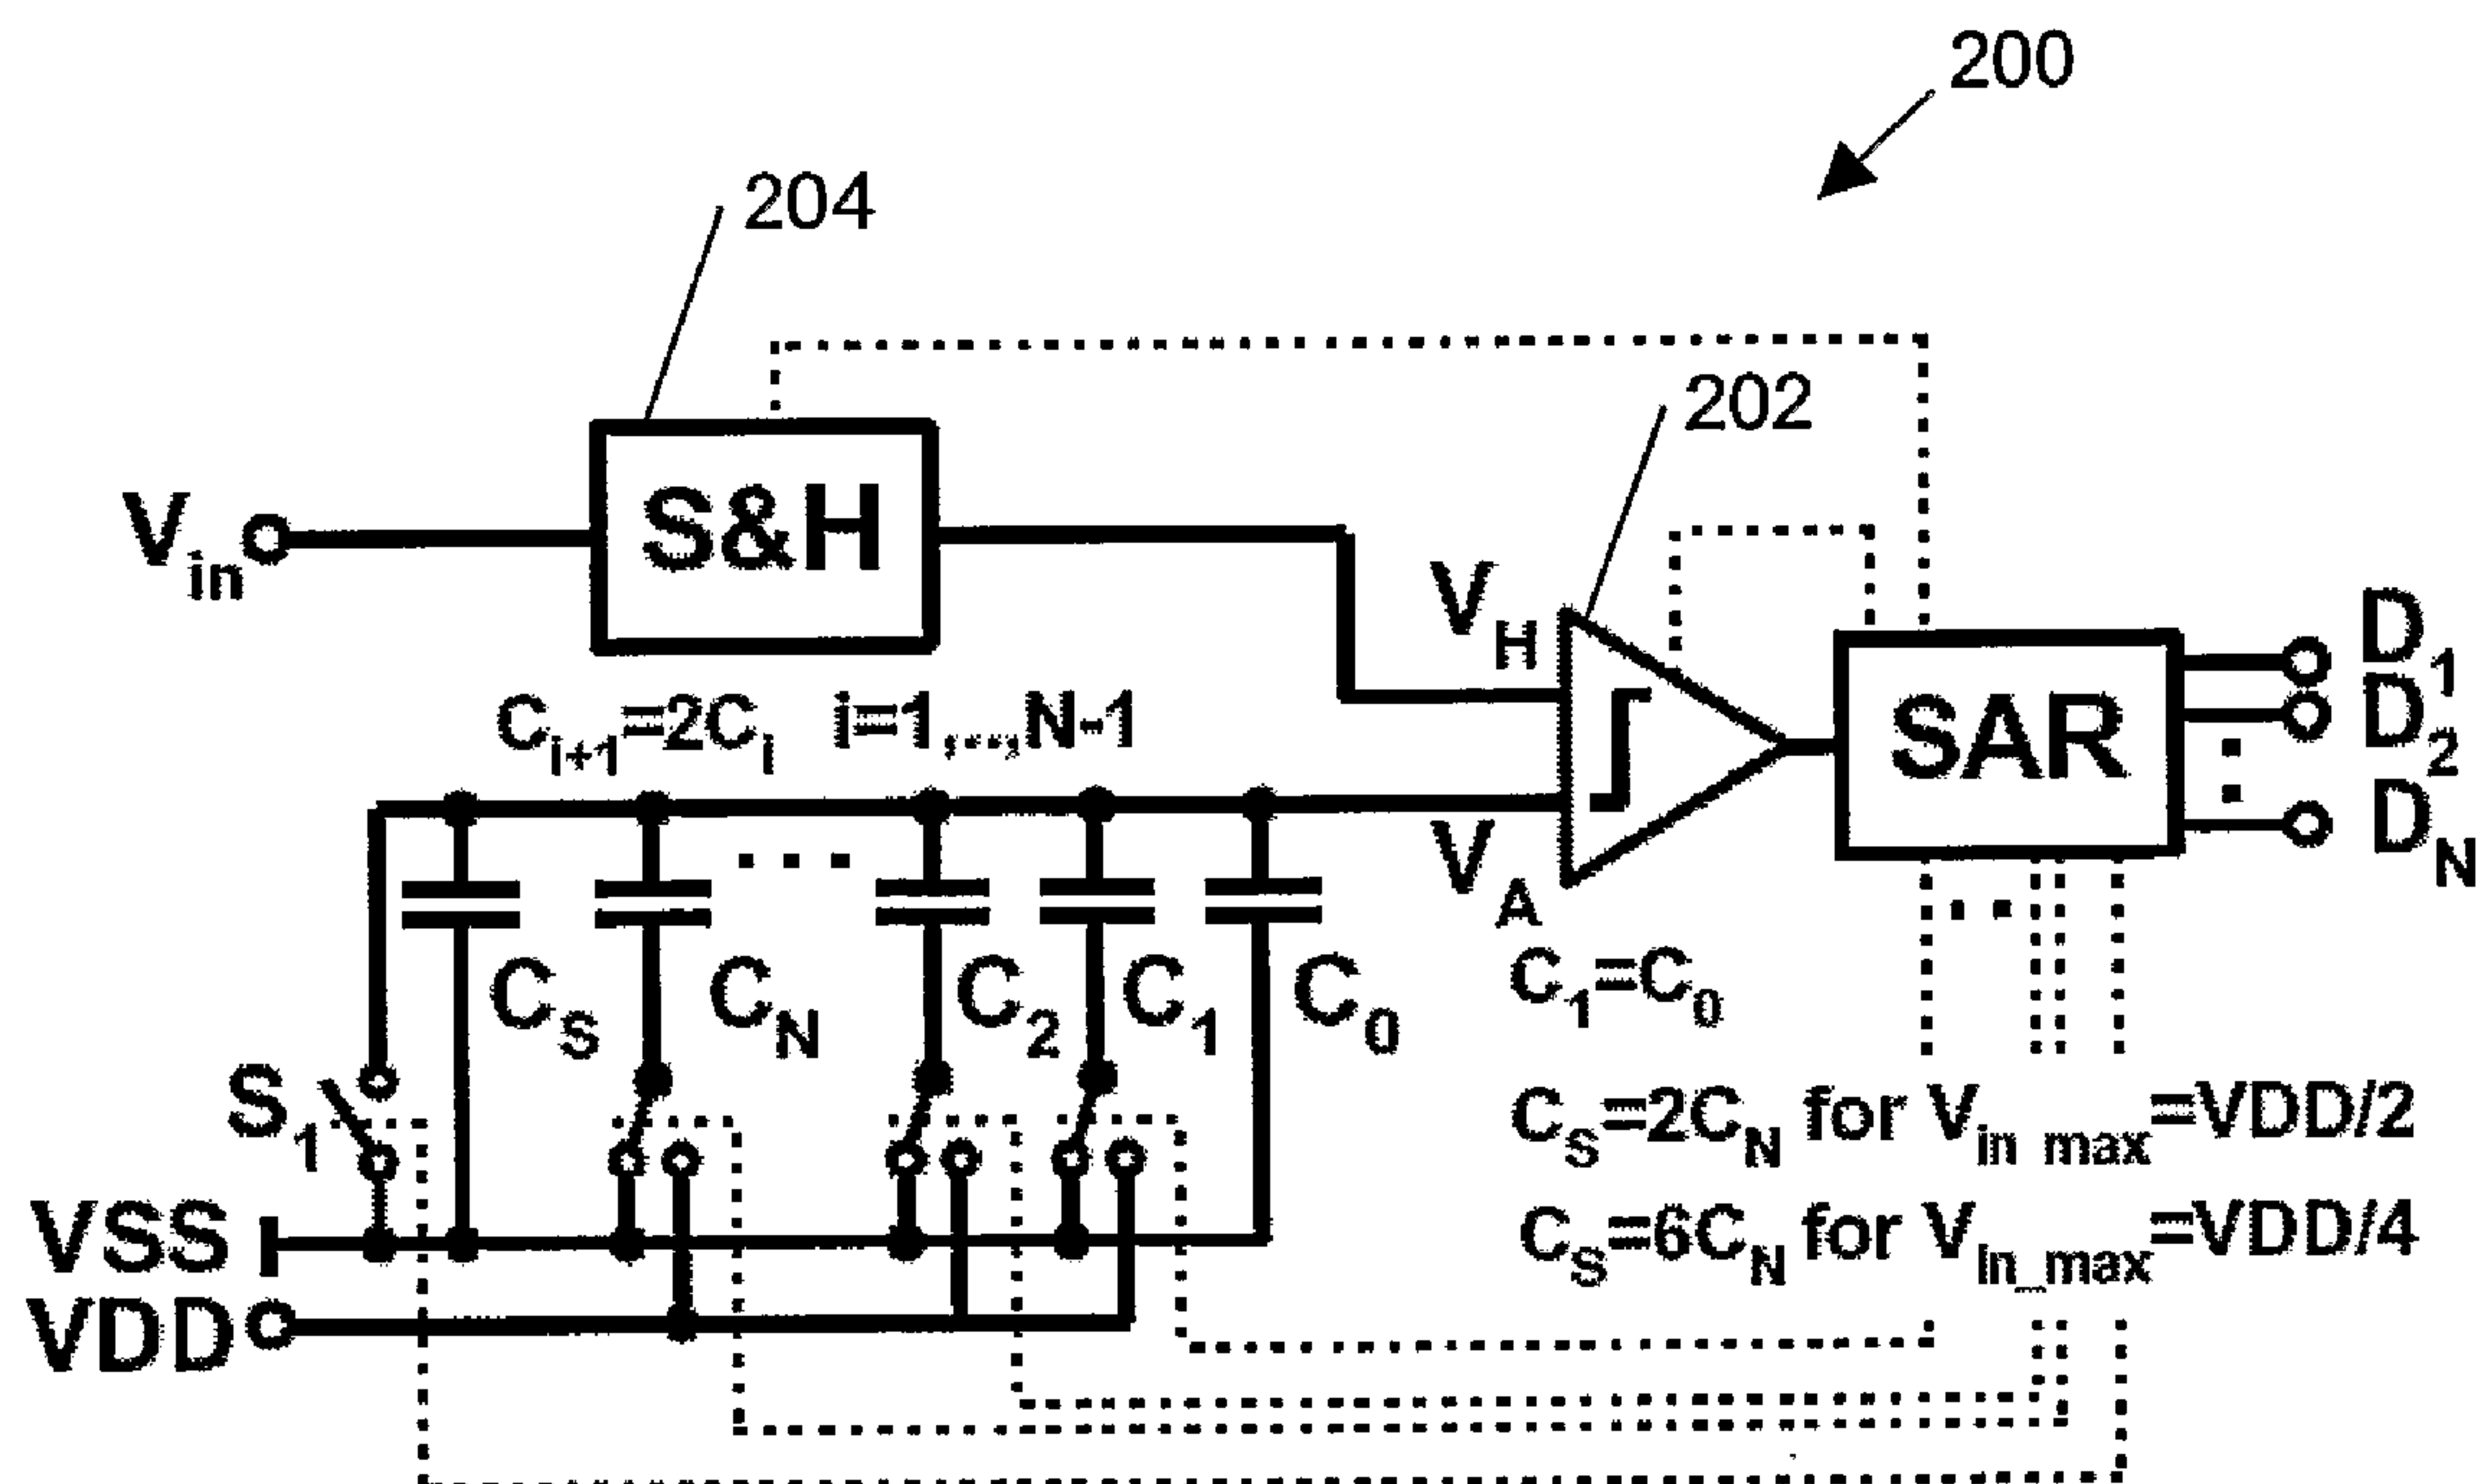 200
204
202
V_in
S&H
V_H
D_1
D_2
D_N
SAR
C_i+1=2C_i i=1,...,N-1
V_A
C_S C_N C_2 C_1 C_0
C_1=C_0
S_1
C_S=2C_N for V_in_max=VDD/2
C_S=6C_N for V_in_max=VDD/4
VSS
VDD